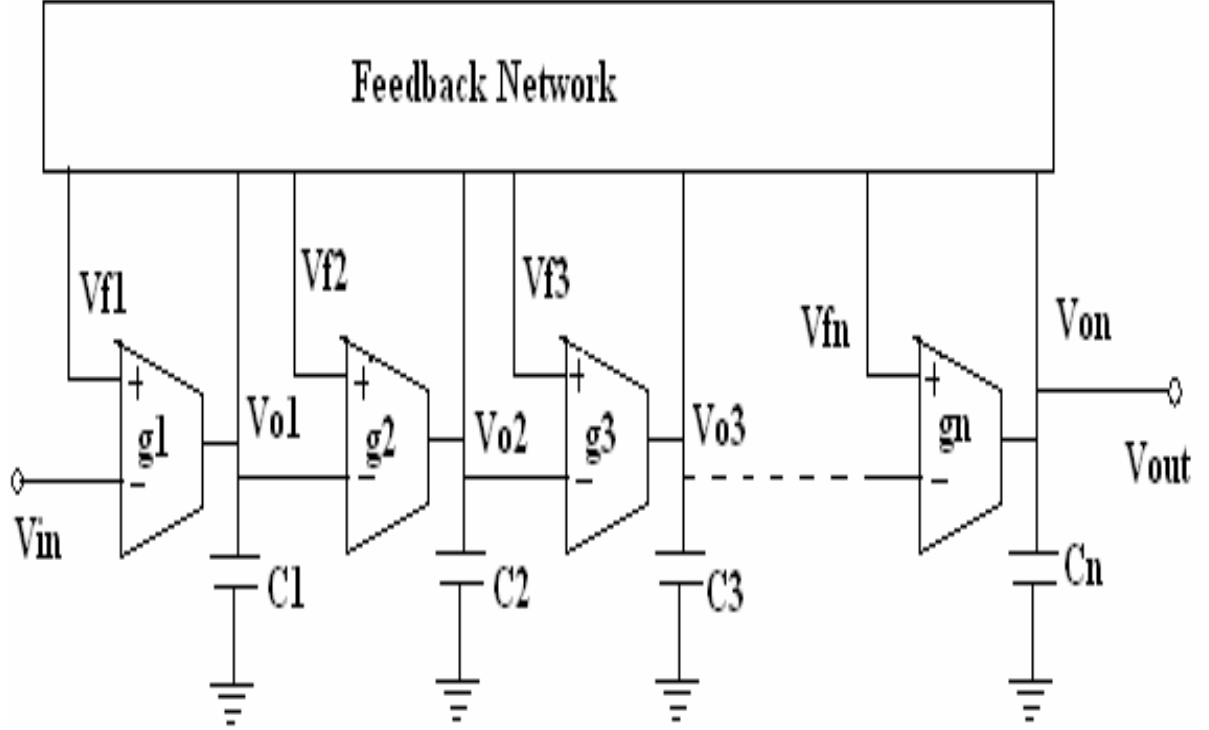 Feedback Network
Vf1
Vf2
Vf3
Vfn
Von
+
+
+
+
g1
Vo1
g2
Vo2
g3
Vo3
gn
Vout
-
-
-
-
Vin
C1
C2
C3
Cn